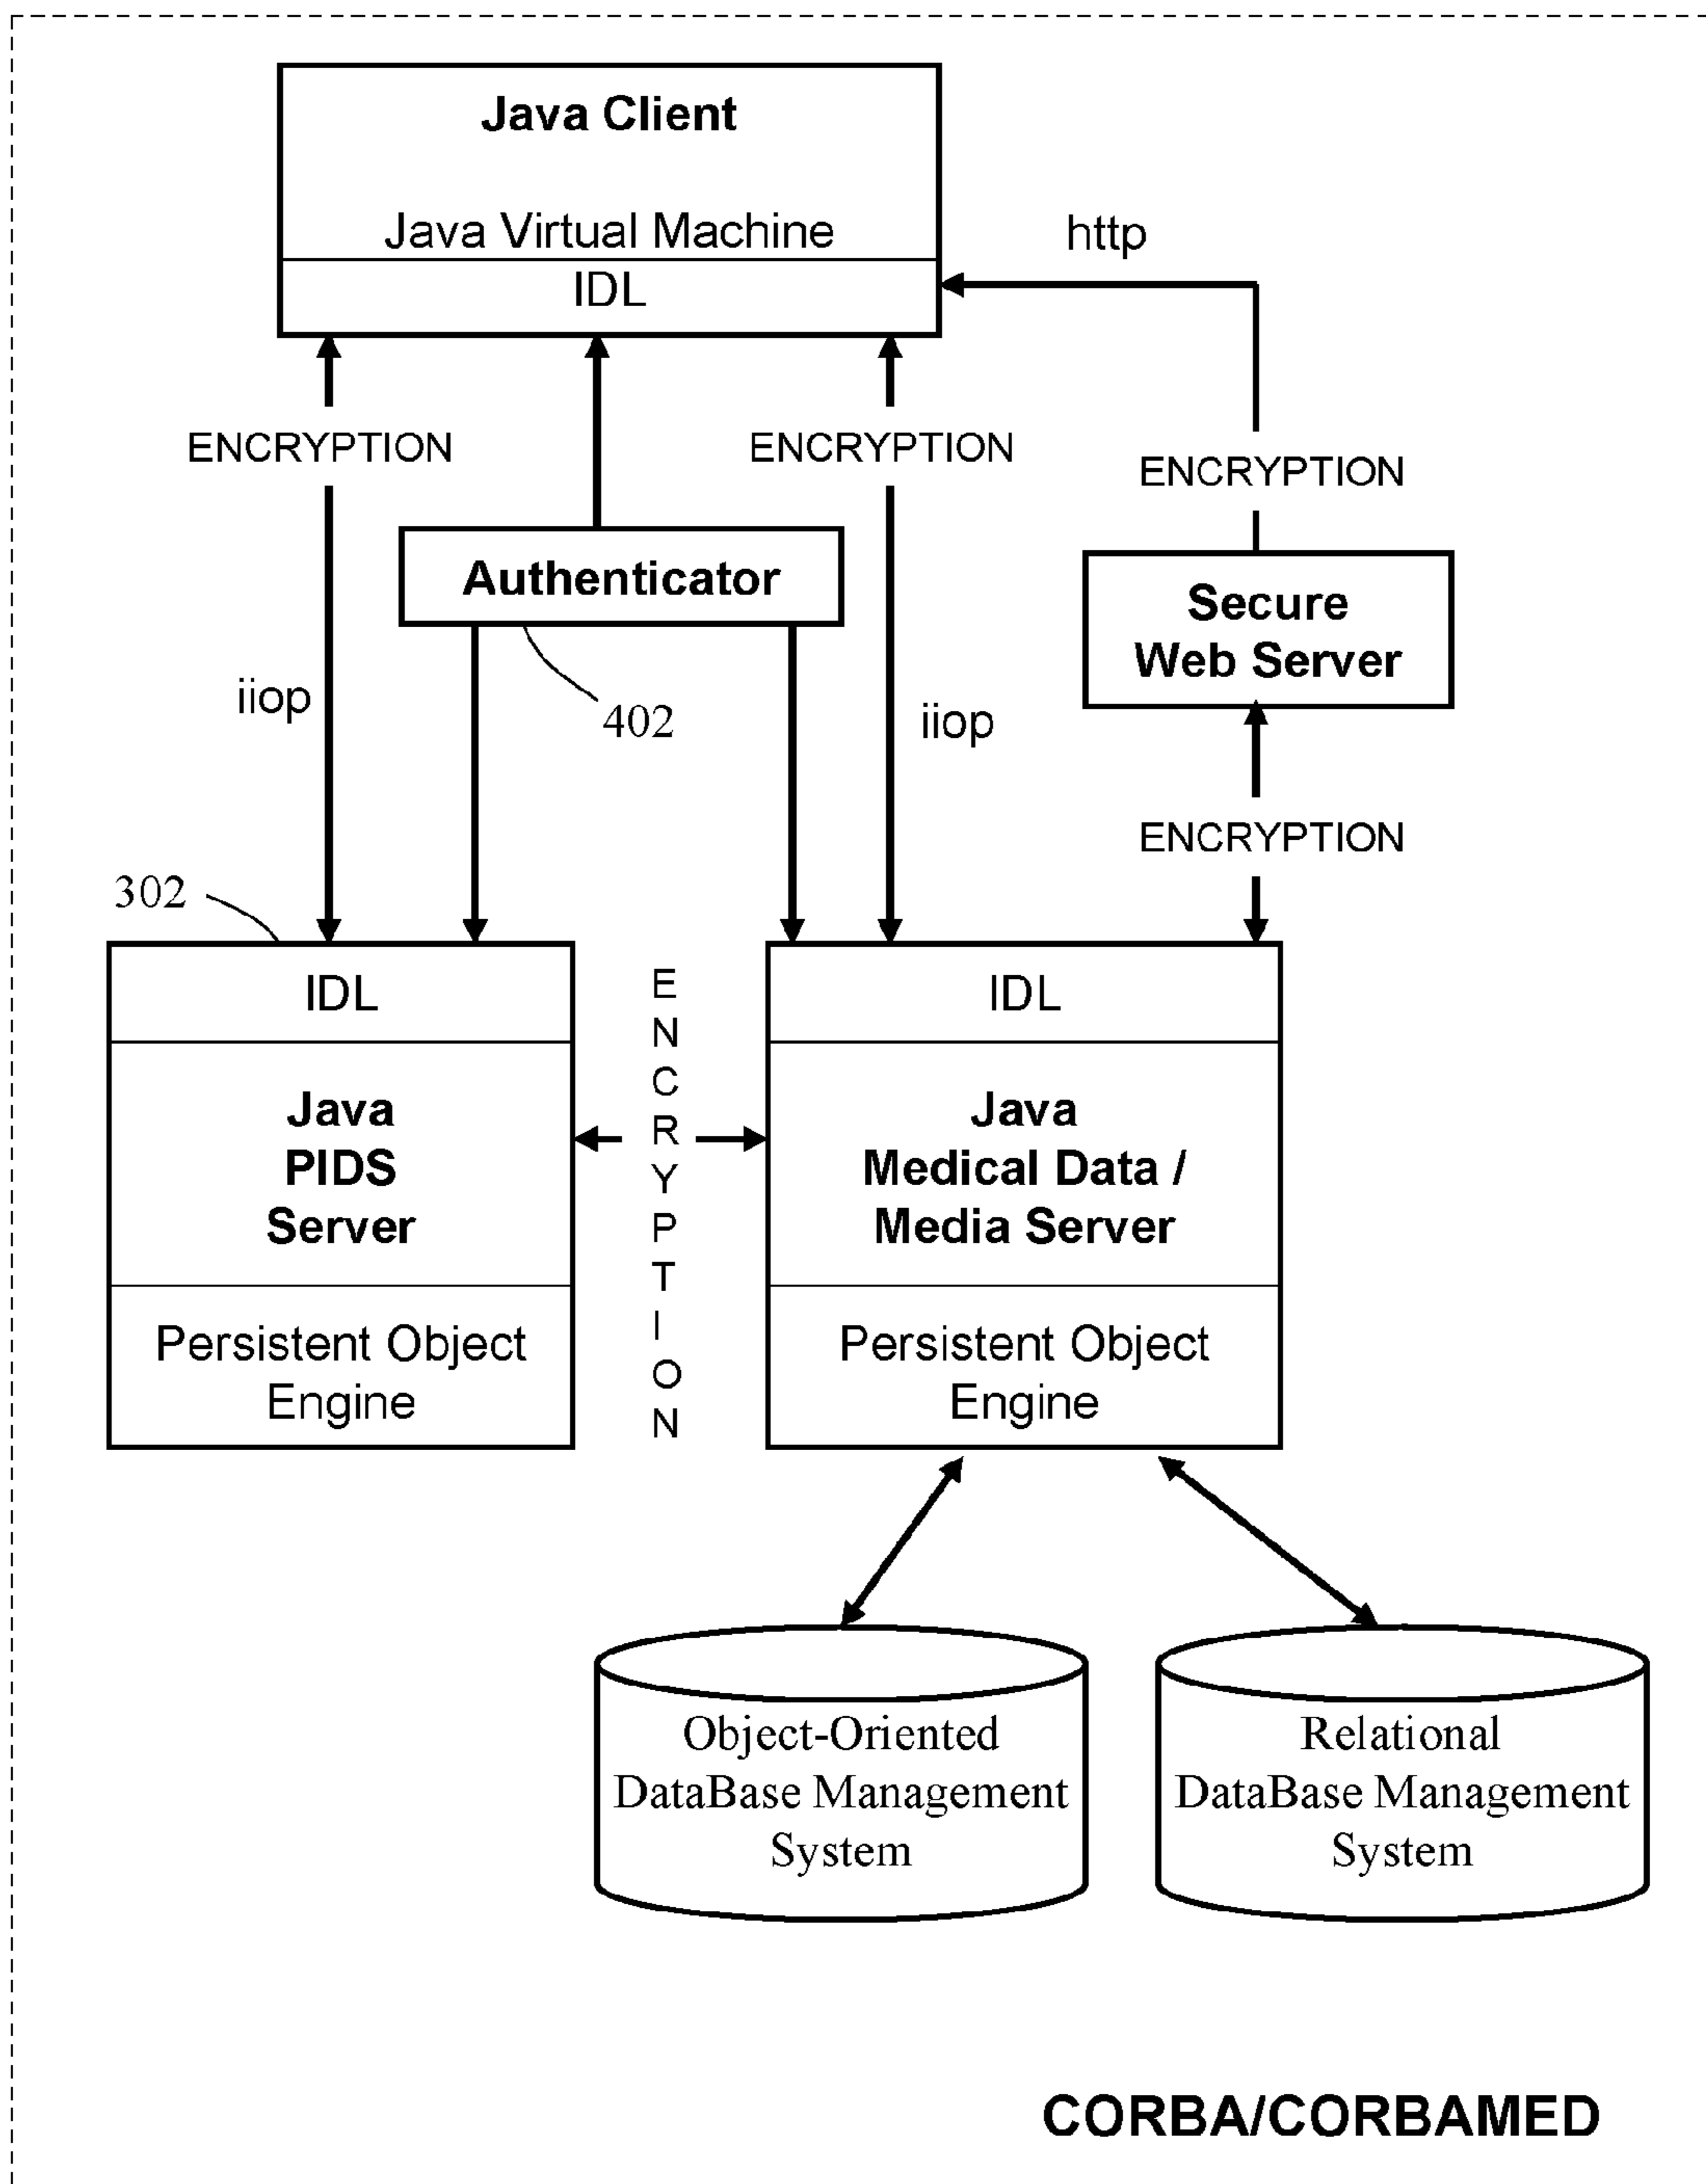 Java Client
Java Virtual Machine
IDL
http
ENCRYPTION
ENCRYPTION
ENCRYPTION
Authenticator
Secure
Web Server
iiop
402
iiop
ENCRYPTION
302
IDL
Java
PIDS
Server
Persistent Object
Engine
ENCRYPTION
IDL
Java
Medical Data /
Media Server
Persistent Object
Engine
Object-Oriented
DataBase Management
System
Relational
DataBase Management
System
CORBA/CORBAMED